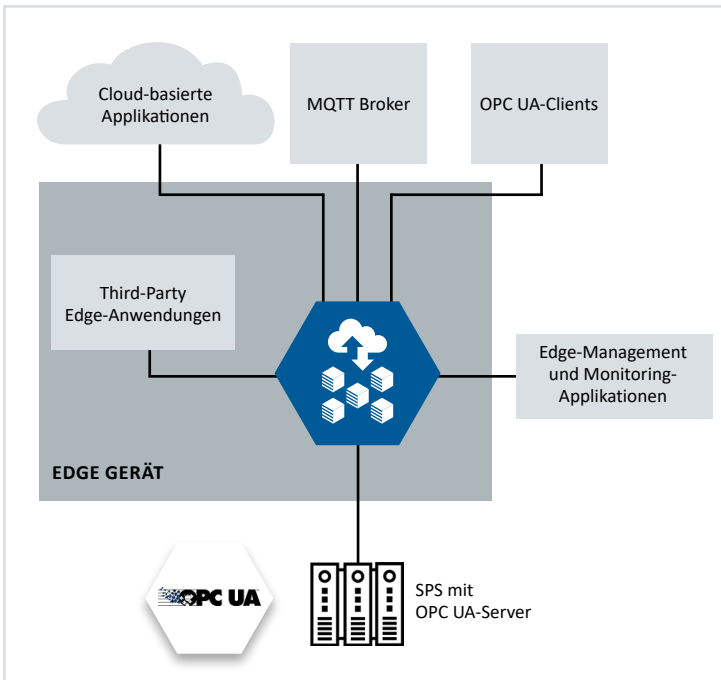 Cloud-basierte
Applikationen
MQTT Broker
OPC UA-Clients
Third-Party
Edge-Anwendungen
Edge-Management
und Monitoring-
Applikationen
EDGE GERÄT
OPC UA
SPS mit
OPC UA-Server